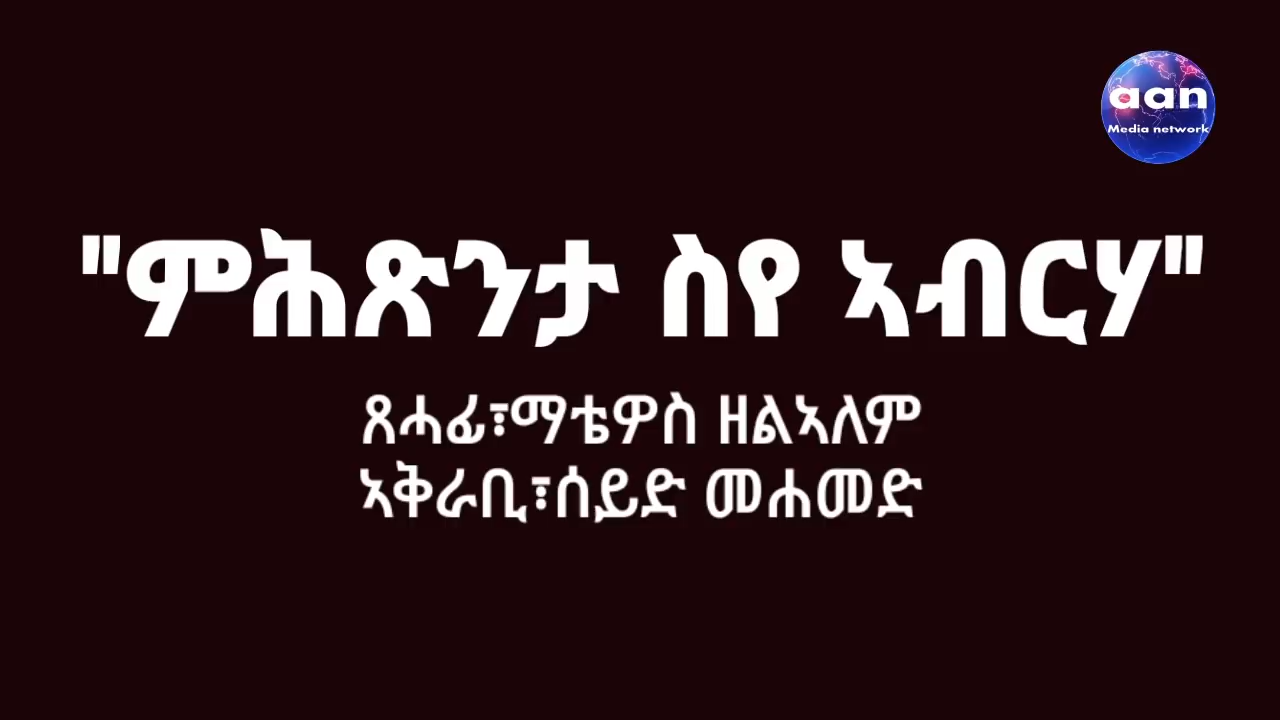 aan
Media network
"ምሕጽንታ ስየ ኣብርሃ"
ጸሓፊ፣ማቴዎስ ዘልኣለም
ኣቅራቢ፣ሰይድ መሐመድ